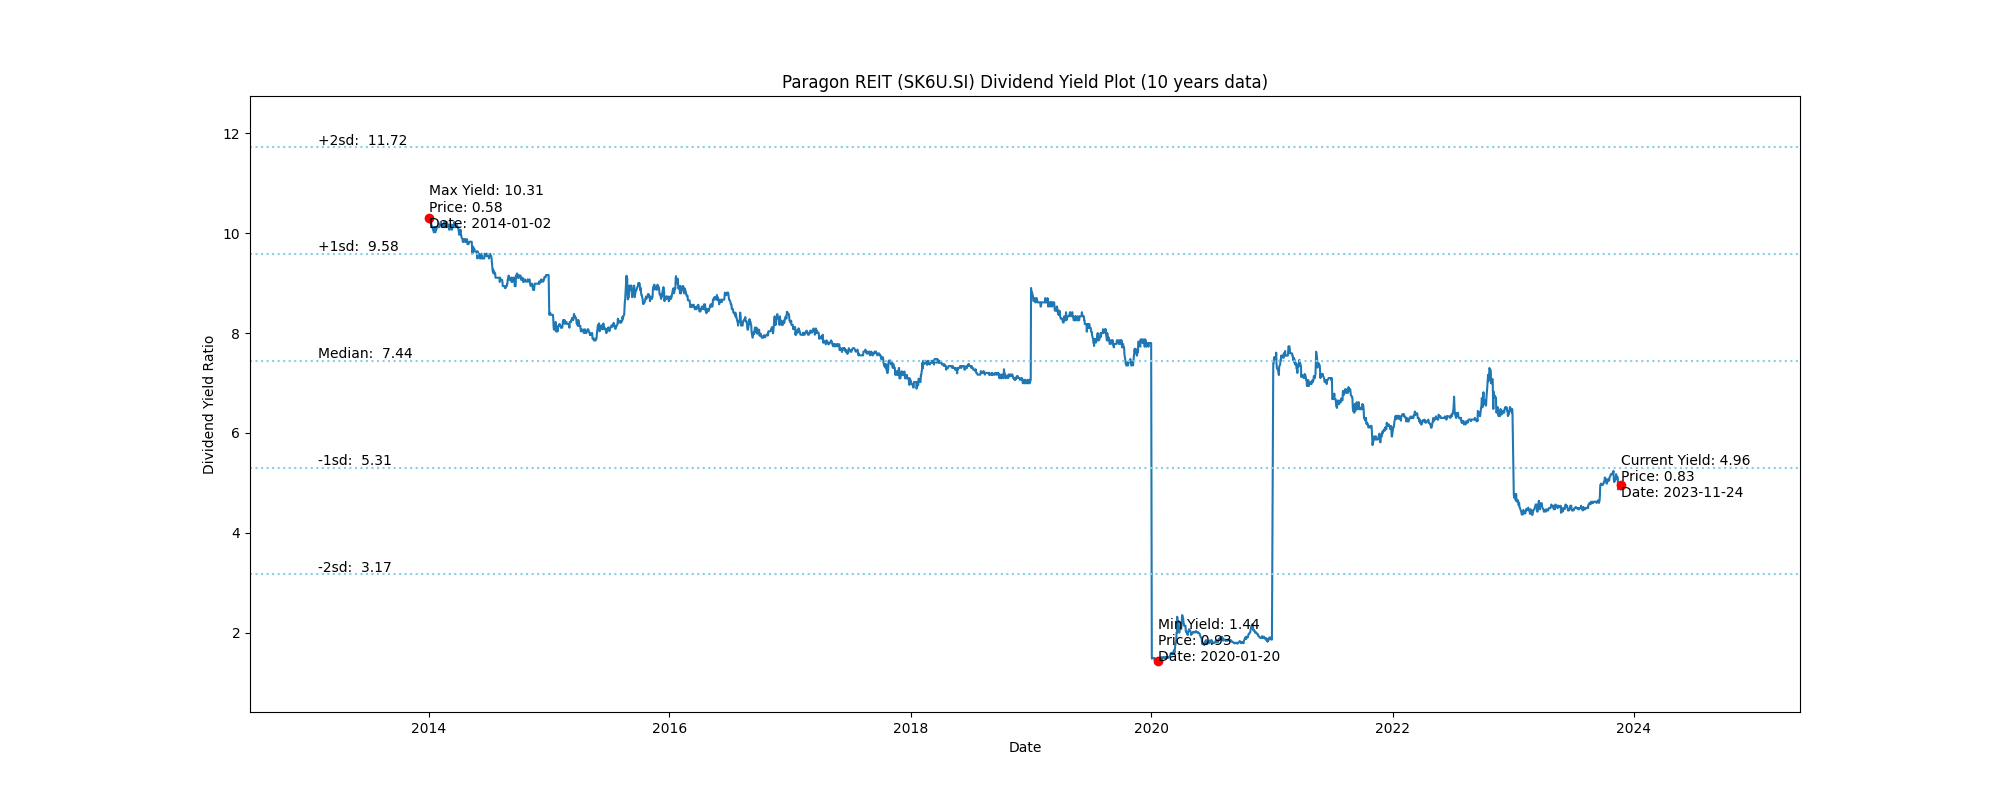 Paragon REIT (SK6U.SI) Dividend Yield Plot (10 years data)
12
10
8
6
4
2
Dividend Yield Ratio
+2sd:  11.72
Max Yield: 10.31
Price: 0.58
Date: 2014-01-02
+1sd:  9.58
Median:  7.44
-1sd:  5.31
Current Yield: 4.96
Price: 0.83
Date: 2023-11-24
-2sd:  3.17
Min Yield: 1.44
Price: 0.93
Date: 2020-01-20
2014
2016
2018
2020
2022
2024
Date